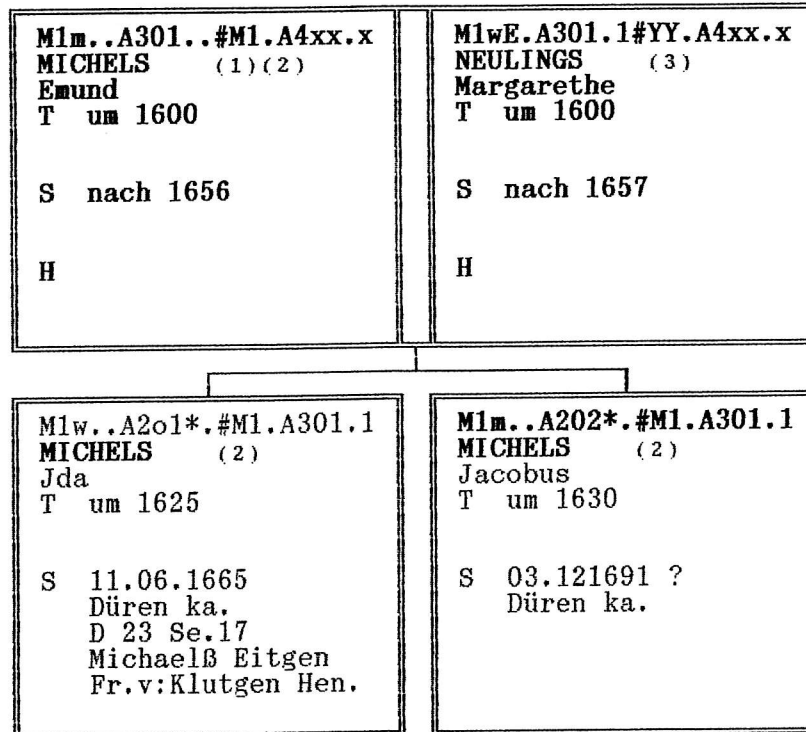 M1m..A301..#M1.A4xx.x
MICHELS (1)(2)
Emund
T um 1600
S nach 1656
H
M1wE.A301.1#YY.A4xx.x
NEULINGS (3)
Margarethe
T um 1600
S nach 1657
H
M1w..A2o1*.#M1.A301.1
MICHELS (2)
Jda
T um 1625
S 11.06.1665
Düren ka.
D 23 Se.17
Michaelß Eitgen
Fr.v:Klutgen Hen.
M1m..A202*.#M1.A301.1
MICHELS (2)
Jacobus
T um 1630
S 03.121691 ?
Düren ka.